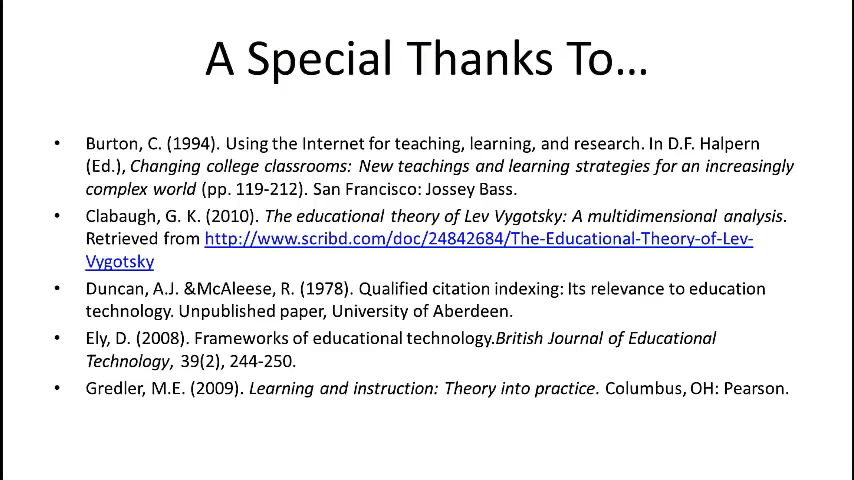 A Special Thanks To…
• Burton, C. (1994). Using the Internet for teaching, learning, and research. In D.F. Halpern
(Ed.), Changing college classrooms: New teachings and learning strategies for an increasingly
complex world (pp. 119-212). San Francisco: Jossey Bass.
• Clabaugh, G. K. (2010). The educational theory of Lev Vygotsky: A multidimensional analysis.
Retrieved from http://www.scribd.com/doc/24842684/The-Educational-Theory-of-Lev-
Vygotsky
• Duncan, A.J. &McAleese, R. (1978). Qualified citation indexing: Its relevance to education
technology. Unpublished paper, University of Aberdeen.
• Ely, D. (2008). Frameworks of educational technology.British Journal of Educational
Technology, 39(2), 244-250.
• Gredler, M.E. (2009). Learning and instruction: Theory into practice. Columbus, OH: Pearson.